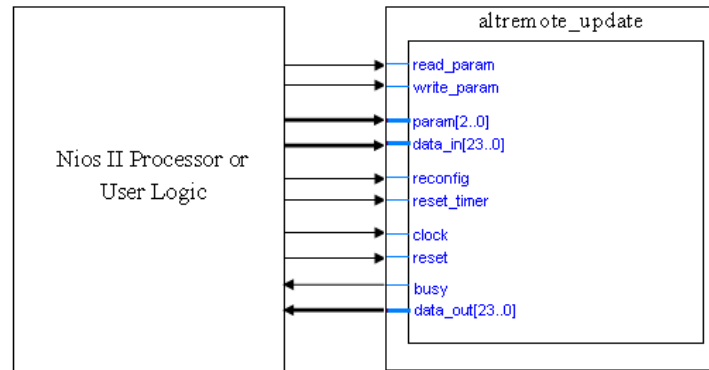 altremote_update
read_param
write_param
param[2..0]
data_in[23..0]
Nios II Processor or
User Logic
reconfig
reset_timer
clock
reset
busy
data_out[23..0]